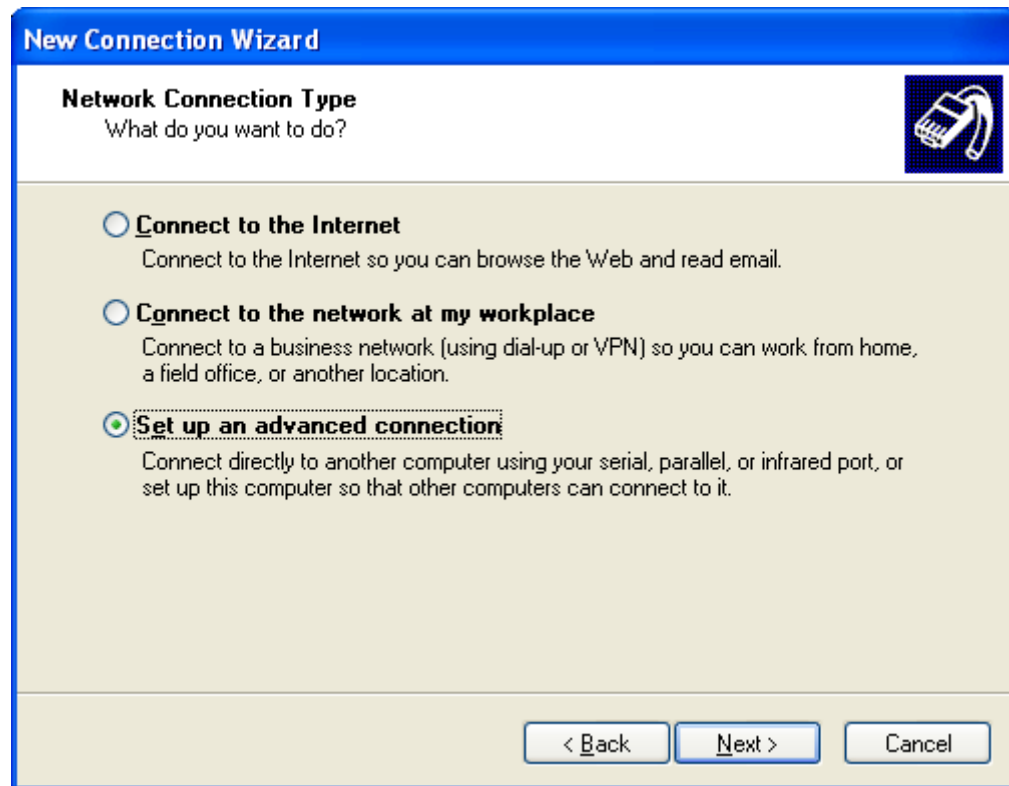 New Connection Wizard
Network Connection Type
What do you want to do?
Connect to the Internet
Connect to the Internet so you can browse the Web and read email.
Connect to the network at my workplace
Connect to a business network (using dial-up or VPN) so you can work from home,
a field office, or another location.
Set up an advanced connection
Connect directly to another computer using your serial, parallel, or infrared port, or
set up this computer so that other computers can connect to it.
< Back Next > Cancel